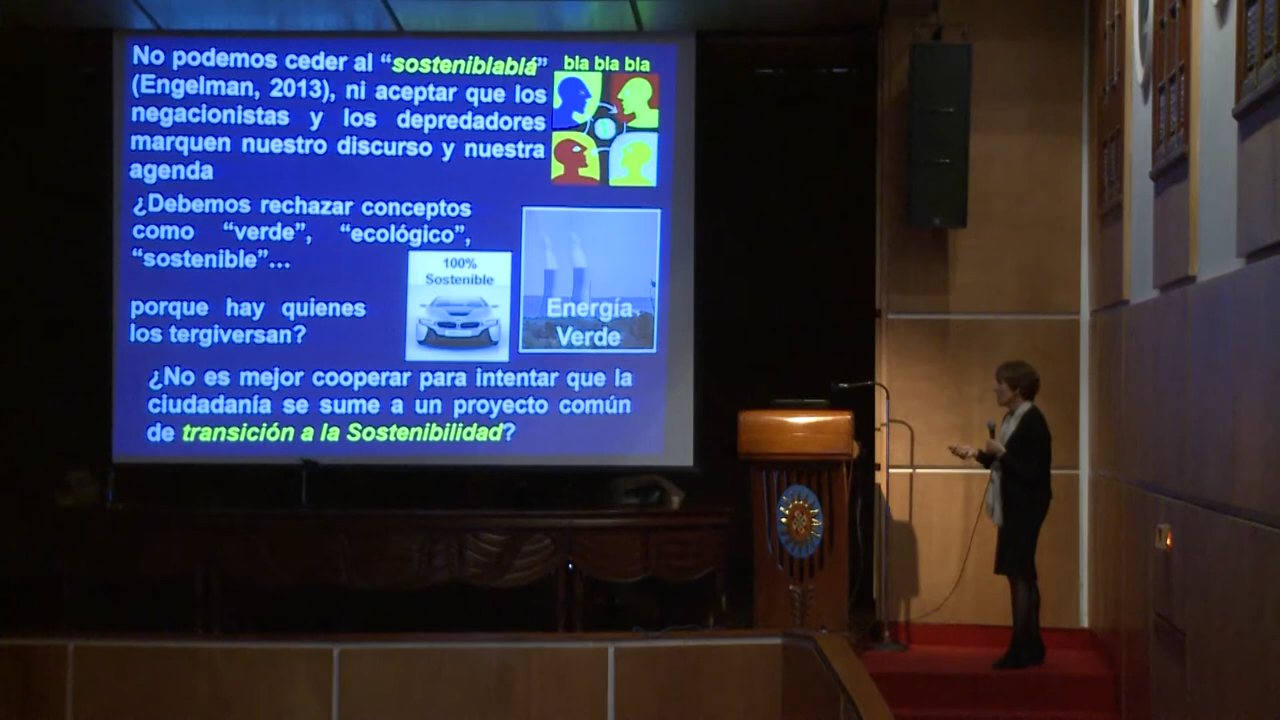 No podemos ceder al “sosteniblablá”
bla bla bla
(Engelman, 2013), ni aceptar que los
negacionistas y los depredadores
marquen nuestro discurso y nuestra
agenda
¿Debemos rechazar conceptos
como “verde”, “ecológico”,
“sostenible”...
porque hay quienes
los tergiversan?
100%
Sostenible
Energía
Verde
¿No es mejor cooperar para intentar que la
ciudadanía se sume a un proyecto común
de transición a la Sostenibilidad?